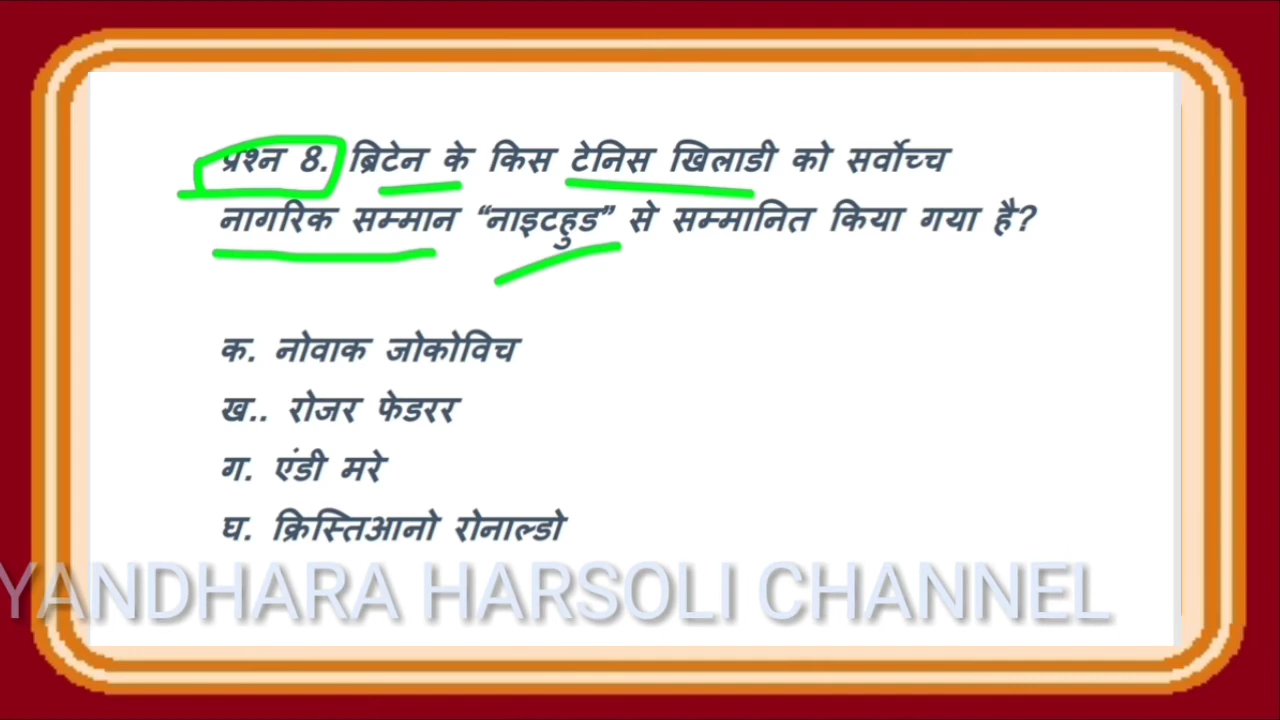 प्रश्न 8. ब्रिटेन के किस टेनिस खिलाडी को सर्वोच्च
नागरिक सम्मान “नाइटहुड” से सम्मानित किया गया है?
क. नोवाक जोकोविच
ख.. रोजर फेडरर
ग. एंडी मरे
घ. क्रिस्तिआनो रोनाल्डो
YANDHARA HARSOLI CHANNEL